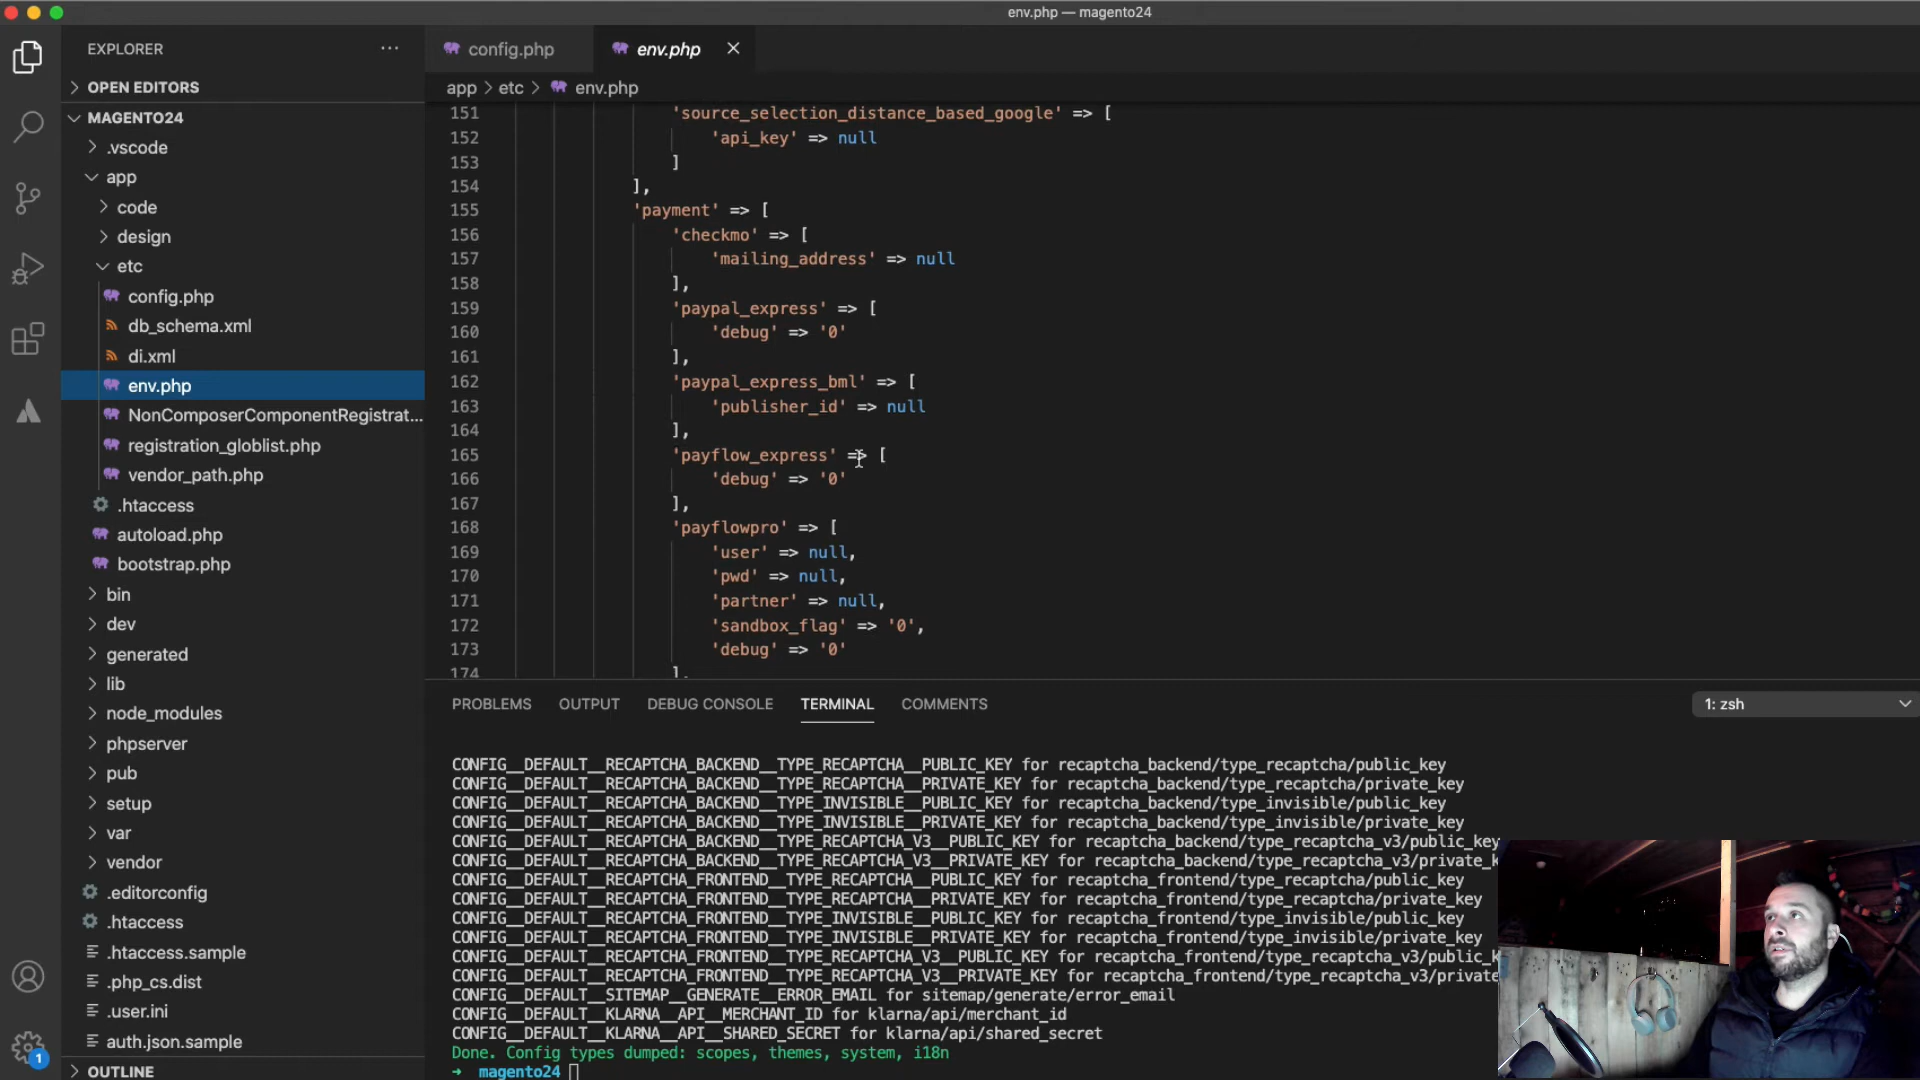 env.php — magento24
EXPLORER
OPEN EDITORS
MAGENTO24
.vscode
app
code
design
etc
config.php
db_schema.xml
di.xml
env.php
NonComposerComponentRegistrat...
registration_globlist.php
vendor_path.php
.htaccess
autoload.php
bootstrap.php
bin
dev
generated
lib
node_modules
phpserver
pub
setup
var
vendor
.editorconfig
.htaccess
.htaccess.sample
.php_cs.dist
.user.ini
auth.json.sample
OUTLINE
1
config.php env.php
app > etc > env.php
151 'source_selection_distance_based_google' => [
152 'api_key' => null
153 ]
154 ],
155 'payment' => [
156 'checkmo' => [
157 'mailing_address' => null
158 ],
159 'paypal_express' => [
160 'debug' => '0'
161 ],
162 'paypal_express_bml' => [
163 'publisher_id' => null
164 ],
165 'payflow_express' => [
166 'debug' => '0'
167 ],
168 'payflowpro' => [
169 'user' => null,
170 'pwd' => null,
171 'partner' => null,
172 'sandbox_flag' => '0',
173 'debug' => '0'
174 ],
PROBLEMS OUTPUT DEBUG CONSOLE TERMINAL COMMENTS 1: zsh
CONFIG__DEFAULT__RECAPTCHA_BACKEND__TYPE_RECAPTCHA__PUBLIC_KEY for recaptcha_backend/type_recaptcha/public_key
CONFIG__DEFAULT__RECAPTCHA_BACKEND__TYPE_RECAPTCHA__PRIVATE_KEY for recaptcha_backend/type_recaptcha/private_key
CONFIG__DEFAULT__RECAPTCHA_BACKEND__TYPE_INVISIBLE__PUBLIC_KEY for recaptcha_backend/type_invisible/public_key
CONFIG__DEFAULT__RECAPTCHA_BACKEND__TYPE_INVISIBLE__PRIVATE_KEY for recaptcha_backend/type_invisible/private_key
CONFIG__DEFAULT__RECAPTCHA_BACKEND__TYPE_RECAPTCHA_V3__PUBLIC_KEY for recaptcha_backend/type_recaptcha_v3/public_key
CONFIG__DEFAULT__RECAPTCHA_BACKEND__TYPE_RECAPTCHA_V3__PRIVATE_KEY for recaptcha_backend/type_recaptcha_v3/private_k
CONFIG__DEFAULT__RECAPTCHA_FRONTEND__TYPE_RECAPTCHA__PUBLIC_KEY for recaptcha_frontend/type_recaptcha/public_key
CONFIG__DEFAULT__RECAPTCHA_FRONTEND__TYPE_RECAPTCHA__PRIVATE_KEY for recaptcha_frontend/type_recaptcha/private_key
CONFIG__DEFAULT__RECAPTCHA_FRONTEND__TYPE_INVISIBLE__PUBLIC_KEY for recaptcha_frontend/type_invisible/public_key
CONFIG__DEFAULT__RECAPTCHA_FRONTEND__TYPE_INVISIBLE__PRIVATE_KEY for recaptcha_frontend/type_invisible/private_key
CONFIG__DEFAULT__RECAPTCHA_FRONTEND__TYPE_RECAPTCHA_V3__PUBLIC_KEY for recaptcha_frontend/type_recaptcha_v3/public_k
CONFIG__DEFAULT__RECAPTCHA_FRONTEND__TYPE_RECAPTCHA_V3__PRIVATE_KEY for recaptcha_frontend/type_recaptcha_v3/private
CONFIG__DEFAULT__SITEMAP__GENERATE__ERROR_EMAIL for sitemap/generate/error_email
CONFIG__DEFAULT__KLARNA__API__MERCHANT_ID for klarna/api/merchant_id
CONFIG__DEFAULT__KLARNA__API__SHARED_SECRET for klarna/api/shared_secret
Done. Config types dumped: scopes, themes, system, i18n
→ magento24